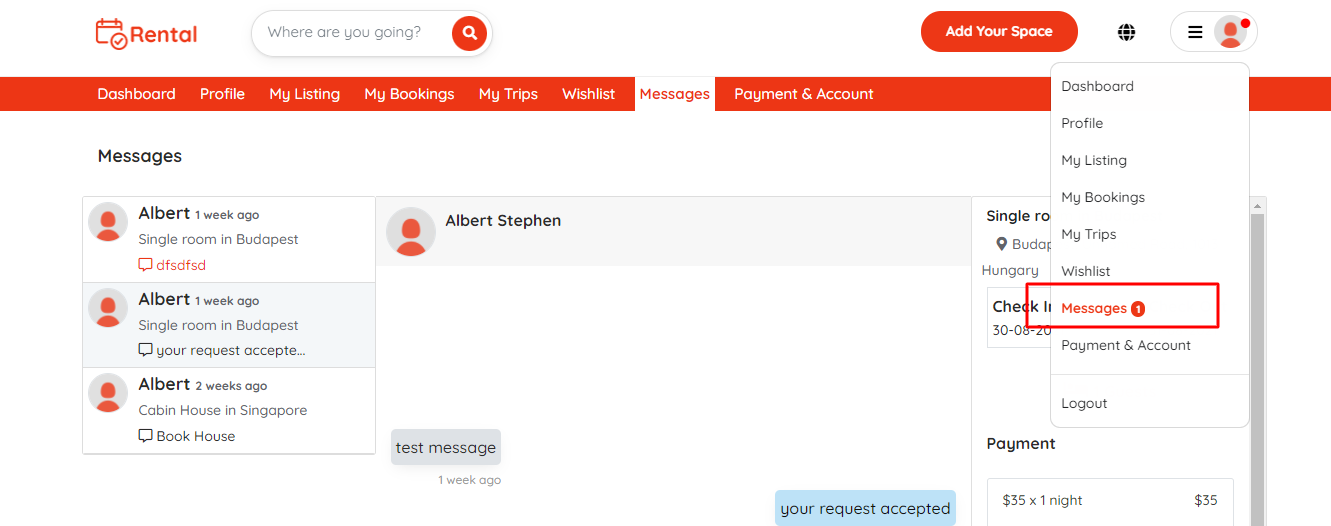 Rental
Where are you going?
Add Your Space
Dashboard Profile My Listing My Bookings My Trips Wishlist Messages Payment & Account
Messages
Albert 1 week ago
Single room in Budapest
dfsdfsd
Albert 1 week ago
Single room in Budapest
your request accepte...
Albert 2 weeks ago
Cabin House in Singapore
Book House
Albert Stephen
test message
1 week ago
your request accepted
Single ro
Budap
Hungary
Check In
30-08-20
Payment
$35 x 1 night $35
Dashboard
Profile
My Listing
My Bookings
My Trips
Wishlist
Messages 1
Payment & Account
Logout